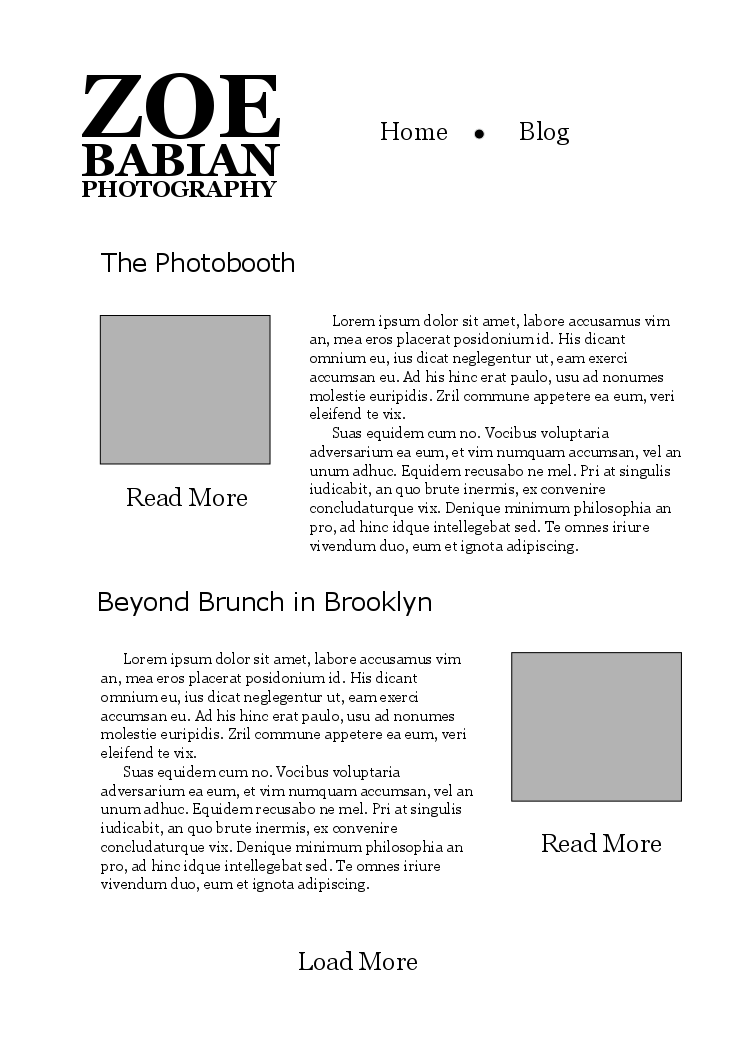 ZOE
BABIAN
PHOTOGRAPHY
Home • Blog
The Photobooth
Lorem ipsum dolor sit amet, labore accusamus vim
an, mea eros placerat posidonium id. His dicant
omnium eu, ius dicat neglegentur ut, eam exerci
accumsan eu. Ad his hinc erat paulo, usu ad nonumes
molestie euripidis. Zril commune appetere ea eum, veri
eleifend te vix.
Suas equidem cum no. Vocibus voluptaria
adversarium ea eum, et vim numquam accumsan, vel an
unum adhuc. Equidem recusabo ne mel. Pri at singulis
iudicabit, an quo brute inermis, ex convenire
concludaturque vix. Denique minimum philosophia an
pro, ad hinc idque intellegebat sed. Te omnes iriure
vivendum duo, eum et ignota adipiscing.
Read More
Beyond Brunch in Brooklyn
Lorem ipsum dolor sit amet, labore accusamus vim
an, mea eros placerat posidonium id. His dicant
omnium eu, ius dicat neglegentur ut, eam exerci
accumsan eu. Ad his hinc erat paulo, usu ad nonumes
molestie euripidis. Zril commune appetere ea eum, veri
eleifend te vix.
Suas equidem cum no. Vocibus voluptaria
adversarium ea eum, et vim numquam accumsan, vel an
unum adhuc. Equidem recusabo ne mel. Pri at singulis
iudicabit, an quo brute inermis, ex convenire
concludaturque vix. Denique minimum philosophia an
pro, ad hinc idque intellegebat sed. Te omnes iriure
vivendum duo, eum et ignota adipiscing.
Read More
Load More